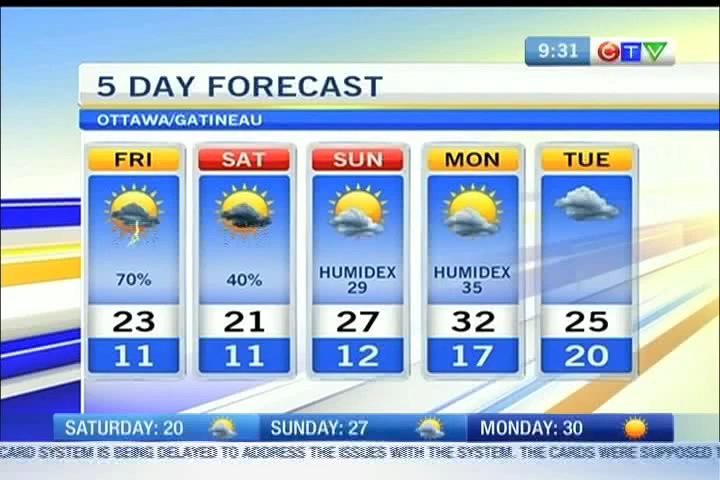 9:31 CTV
5 DAY FORECAST
OTTAWA/GATINEAU
FRI SAT SUN MON TUE
70% 40% HUMIDEX 29 HUMIDEX 35
23 21 27 32 25
11 11 12 17 20
SATURDAY: 20 SUNDAY: 27 MONDAY: 30
CARD SYSTEM IS BEING DELAYED TO ADDRESS THE ISSUES WITH THE SYSTEM. THE CARDS WERE SUPPOSED